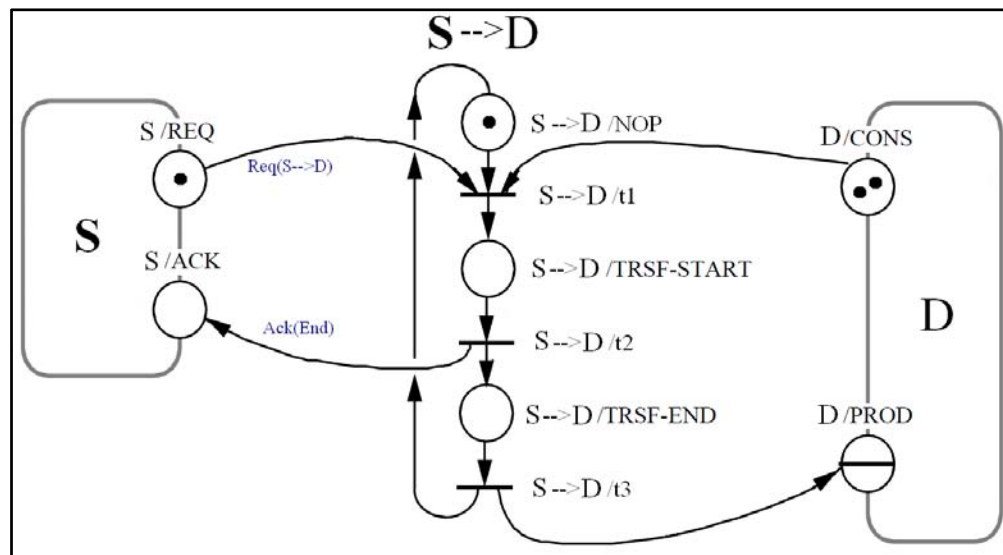 S-->D
S-->D/NOP
S/REQ
D/CONS
Req(S-->D)
S-->D/t1
S
S/ACK
S-->D/TRSF-START
D
Ack(End)
S-->D/t2
S-->D/TRSF-END
D/PROD
S-->D/t3